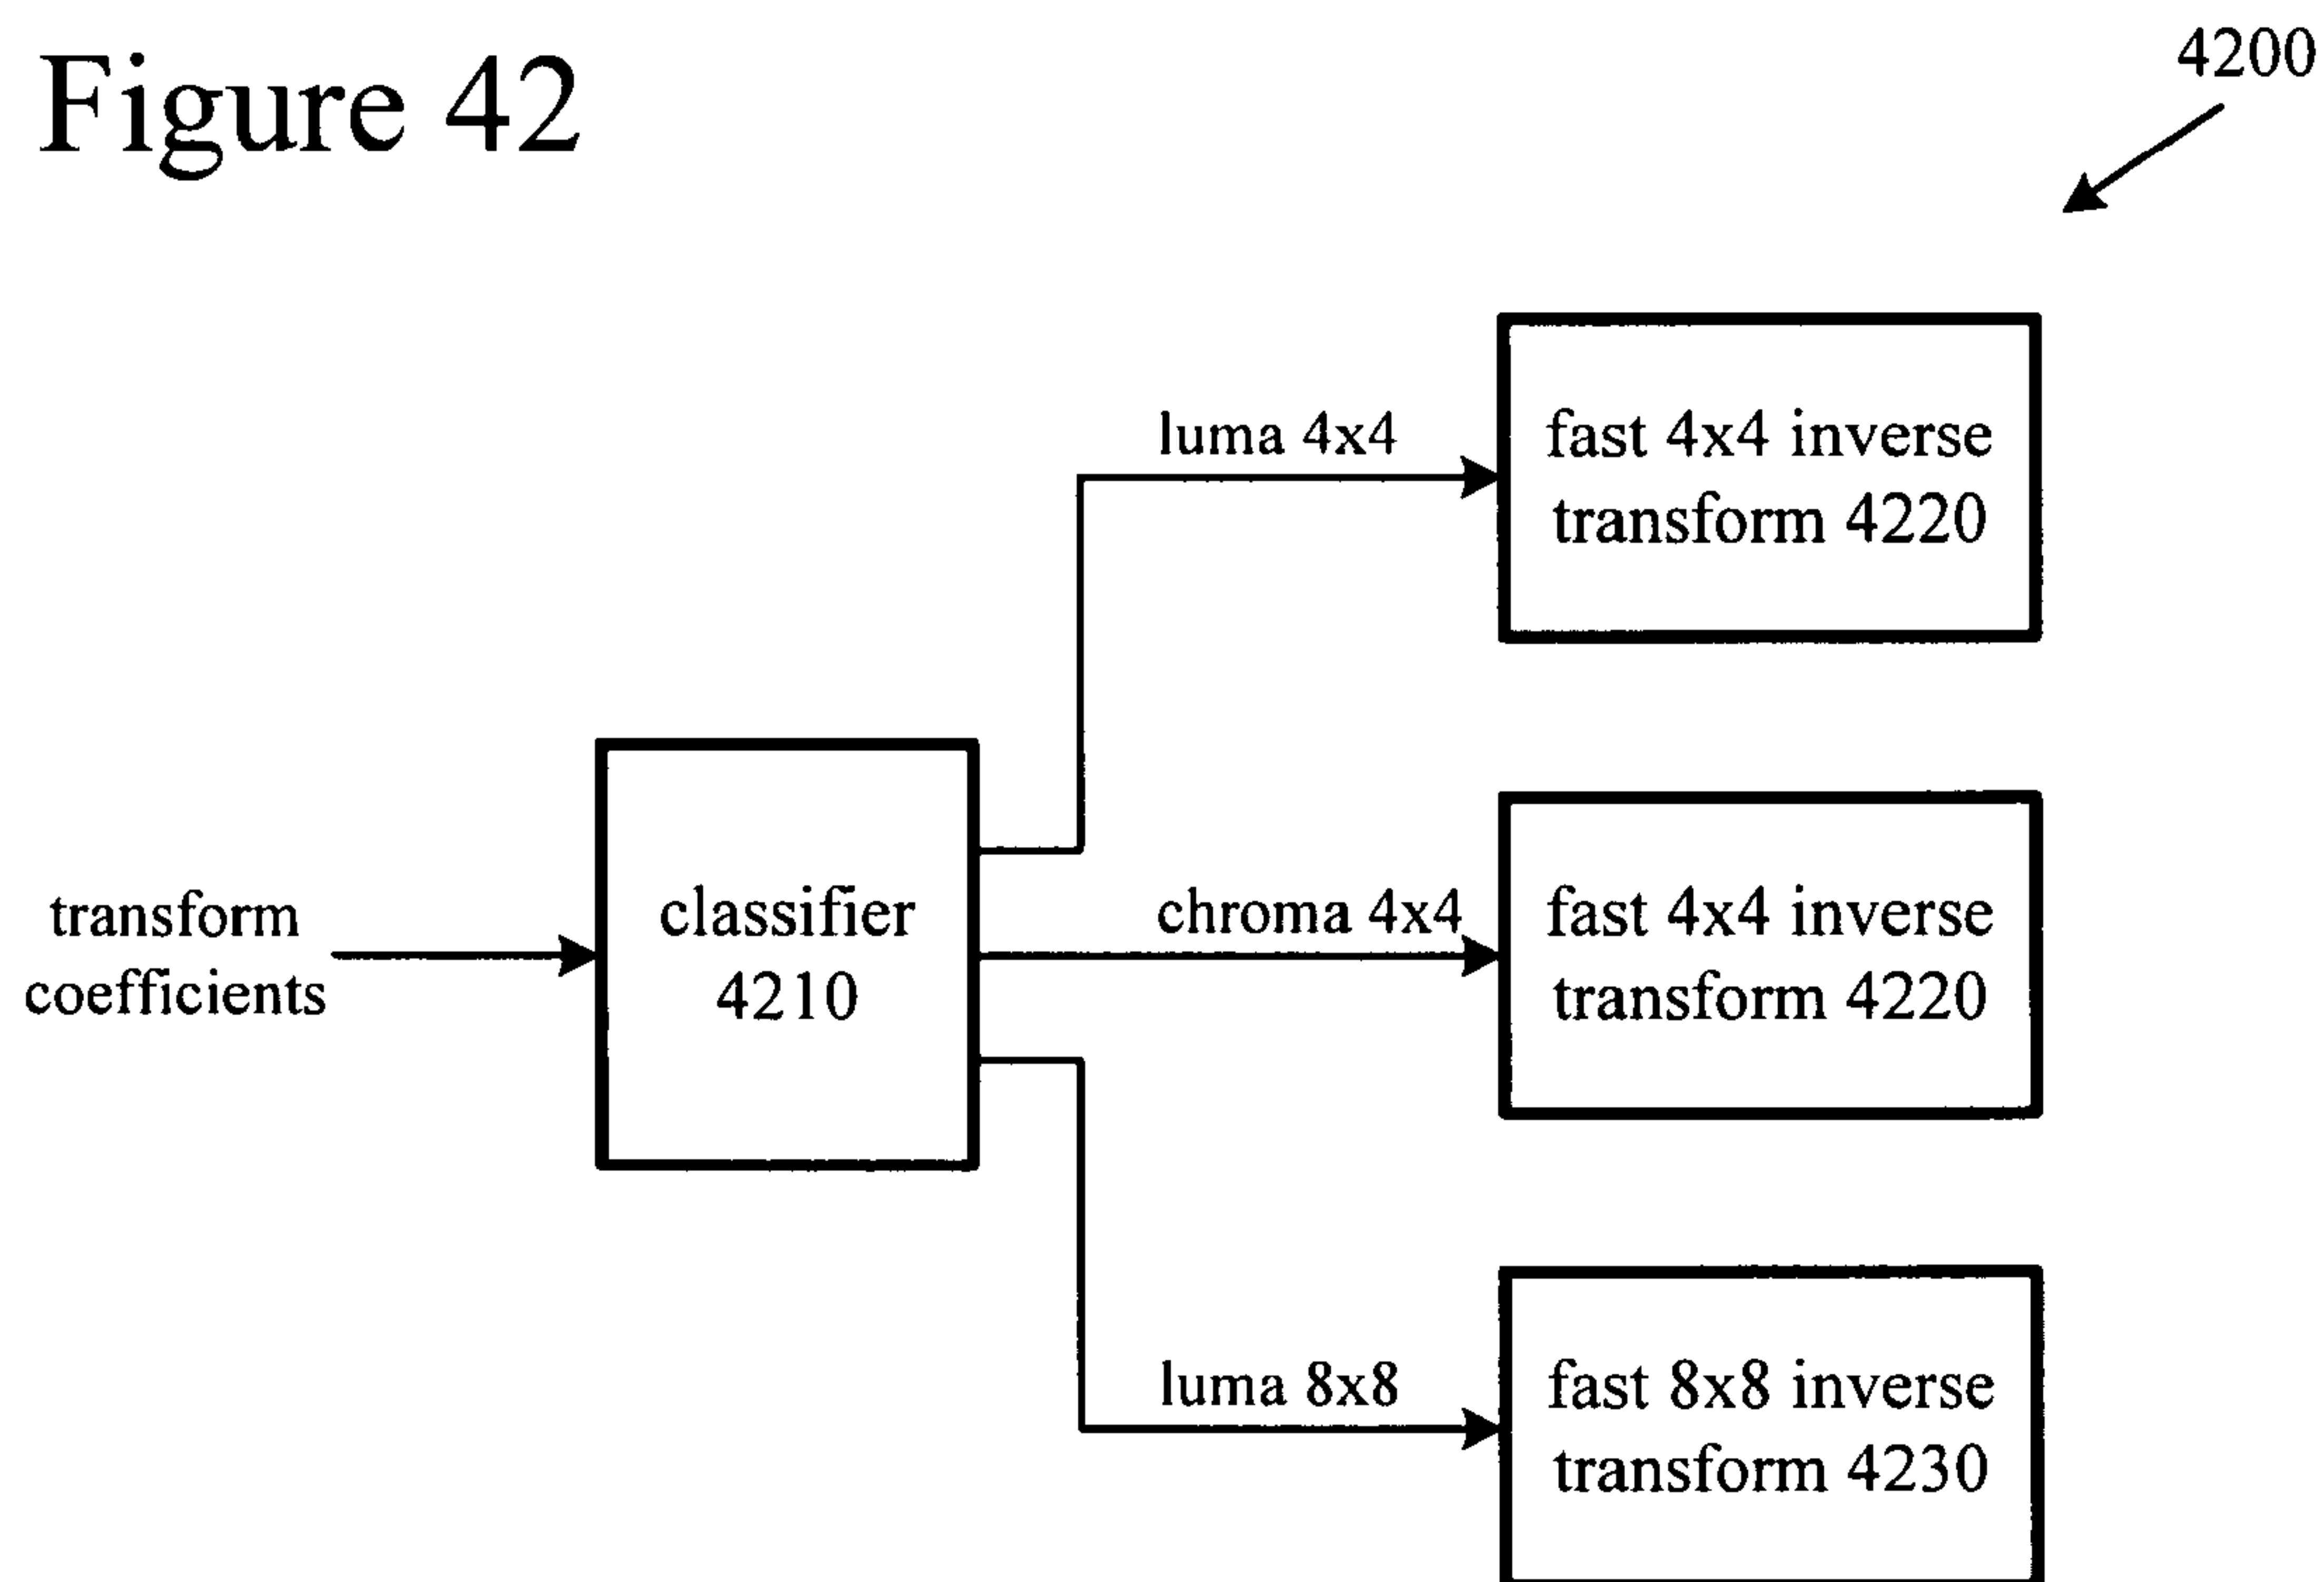 Figure 42
4200
luma 4x4
fast 4x4 inverse
transform 4220
transform
coefficients
classifier
4210
chroma 4x4
fast 4x4 inverse
transform 4220
luma 8x8
fast 8x8 inverse
transform 4230